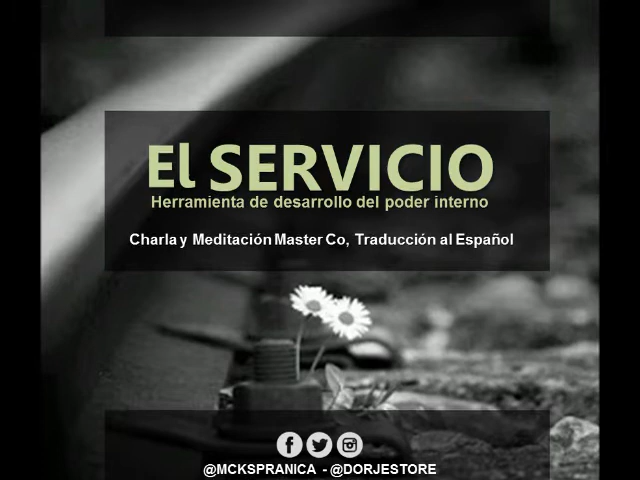 El SERVICIO
Herramienta de desarrollo del poder interno
Charla y Meditación Master Co, Traducción al Español
@MCKSPRANICA - @DORJESTORE